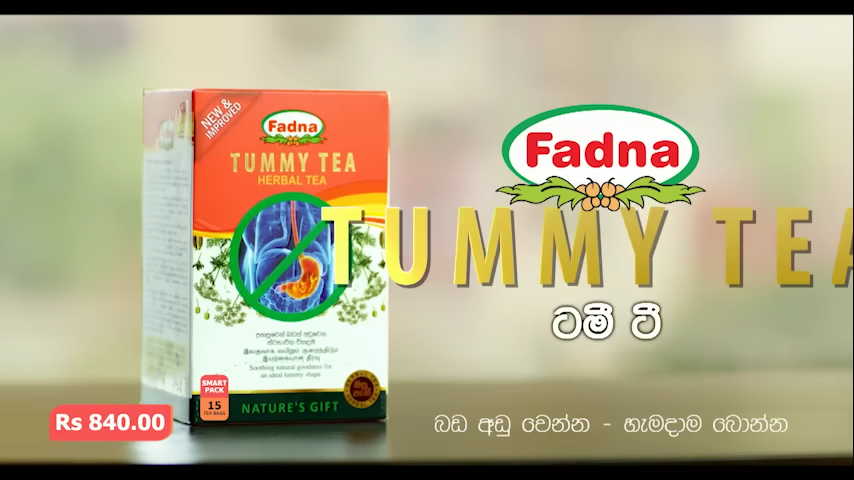 NEW &
IMPROVED
Fadna
TUMMY TEA
HERBAL TEA
Soothing natural goodness for
an ideal tummy shape
SMART
PACK
15
TEA BAGS
NATURE'S GIFT
Rs 840.00
Fadna
TUMMY TEA
ටමී ටී
බඩ අඩු වෙන්න - හැමදාම බොන්න